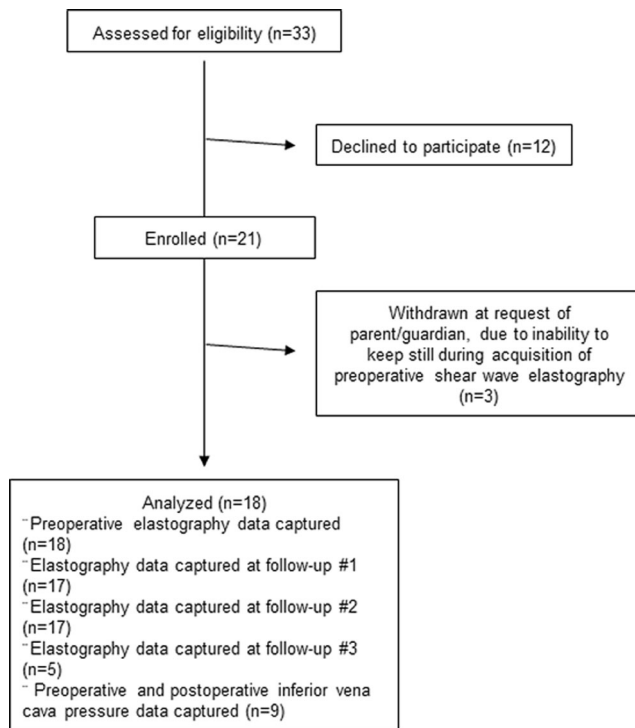 Assessed for eligibility (n=33)
Declined to participate (n=12)
Enrolled (n=21)
Withdrawn at request of
parent/guardian, due to inability to
keep still during acquisition of
preoperative shear wave elastography
(n=3)
Analyzed (n=18)
¨Preoperative elastography data captured
(n=18)
¨Elastography data captured at follow-up #1
(n=17)
¨Elastography data captured at follow-up #2
(n=17)
¨Elastography data captured at follow-up #3
(n=5)
¨ Preoperative and postoperative inferior vena
cava pressure data captured (n=9)